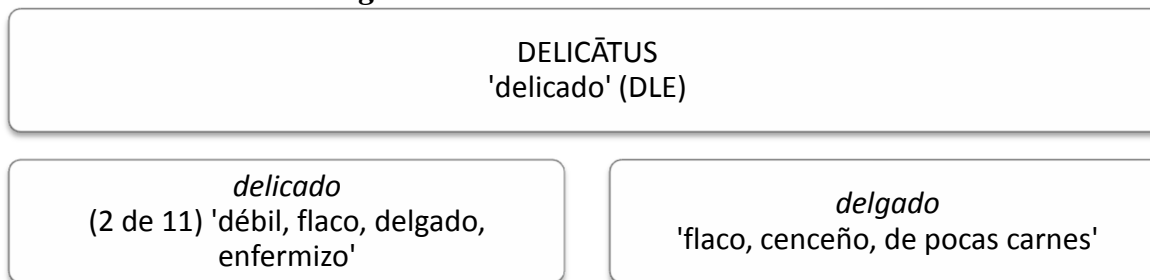 DELICĀTUS
'delicado' (DLE)
delicado
(2 de 11) 'débil, flaco, delgado,
enfermizo'
delgado
'flaco, cenceño, de pocas carnes'